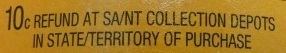 10c REFUND AT SA/NT COLLECTION DEPOTS
IN STATE/TERRITORY OF PURCHASE